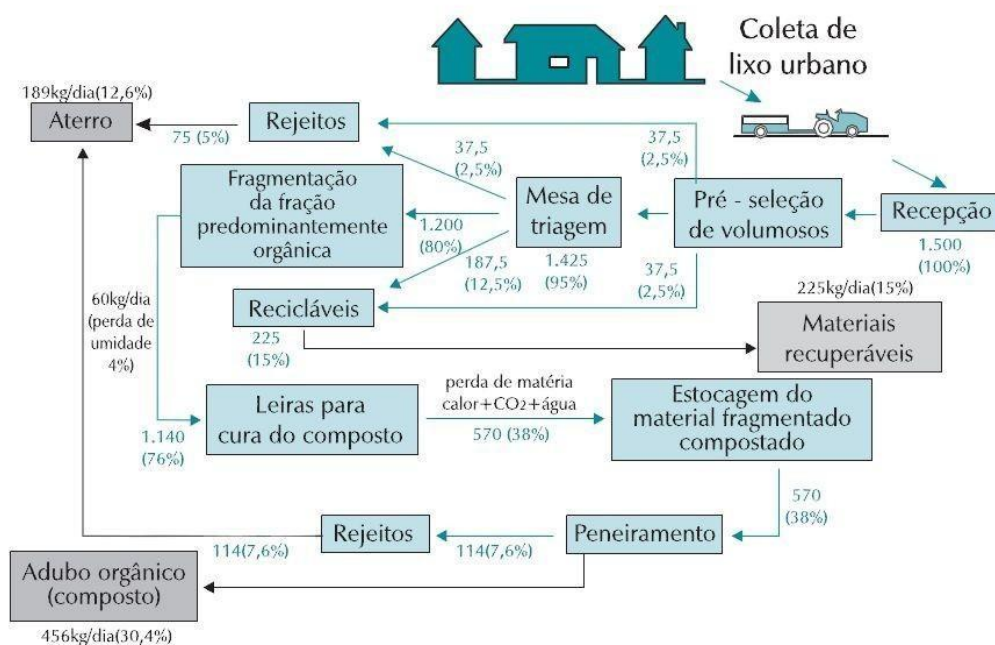 Coleta de
lixo urbano
189kg/dia(12,6%)
Aterro
75 (5%)
Rejeitos
37,5
(2,5%)
37,5
(2,5%)
Fragmentação
da fração
predominantemente
orgânica
1.200
(80%)
Mesa de
triagem
1.425
(95%)
Pré - seleção
de volumosos
Recepção
1.500
(100%)
187,5
(12,5%)
37,5
(2,5%)
60kg/dia
(perda de
umidade
4%)
Recicláveis
225
(15%)
225kg/dia(15%)
Materiais
recuperáveis
1.140
(76%)
Leiras para
cura do composto
perda de matéria
calor+CO2+água
570 (38%)
Estocagem do
material fragmentado
compostado
570
(38%)
Peneiramento
114(7,6%)
Rejeitos
114(7,6%)
Adubo orgânico
(composto)
456kg/dia(30,4%)